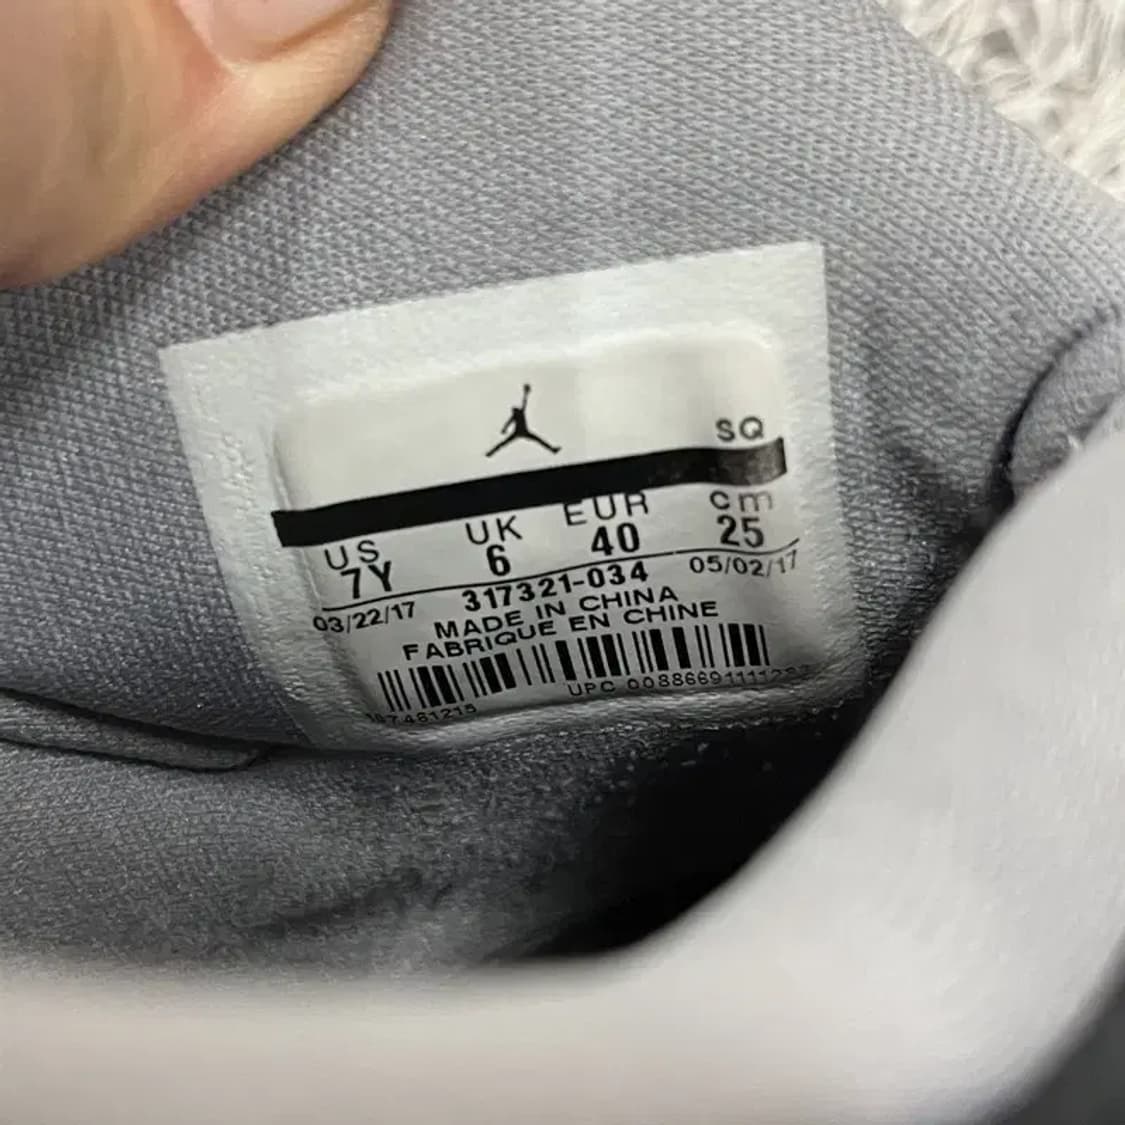 SQ
US UK EUR cm
7Y 6 40 25
03/22/17 317321-034 05/02/17
MADE IN CHINA
FABRIQUE EN CHINE
UPC